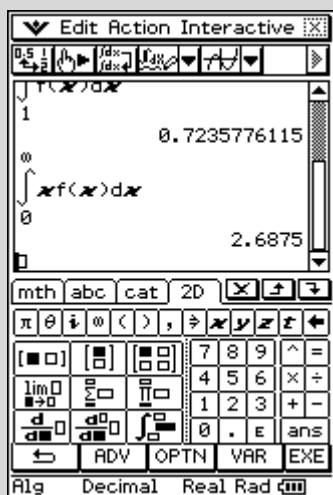 Edit Action Interactive
∫f(x)dx
1
0.7235776115
∞
∫xf(x)dx
0
2.6875
mth abc cat 2D
π θ i ∞ ( ) , ⇒ x y z t ←
7 8 9 ^ =
lim 4 5 6 × ÷
Σ Π 1 2 3 + -
d d ∫ 0 . E ans
ADV OPTN VAR EXE
Alg Decimal Real Rad